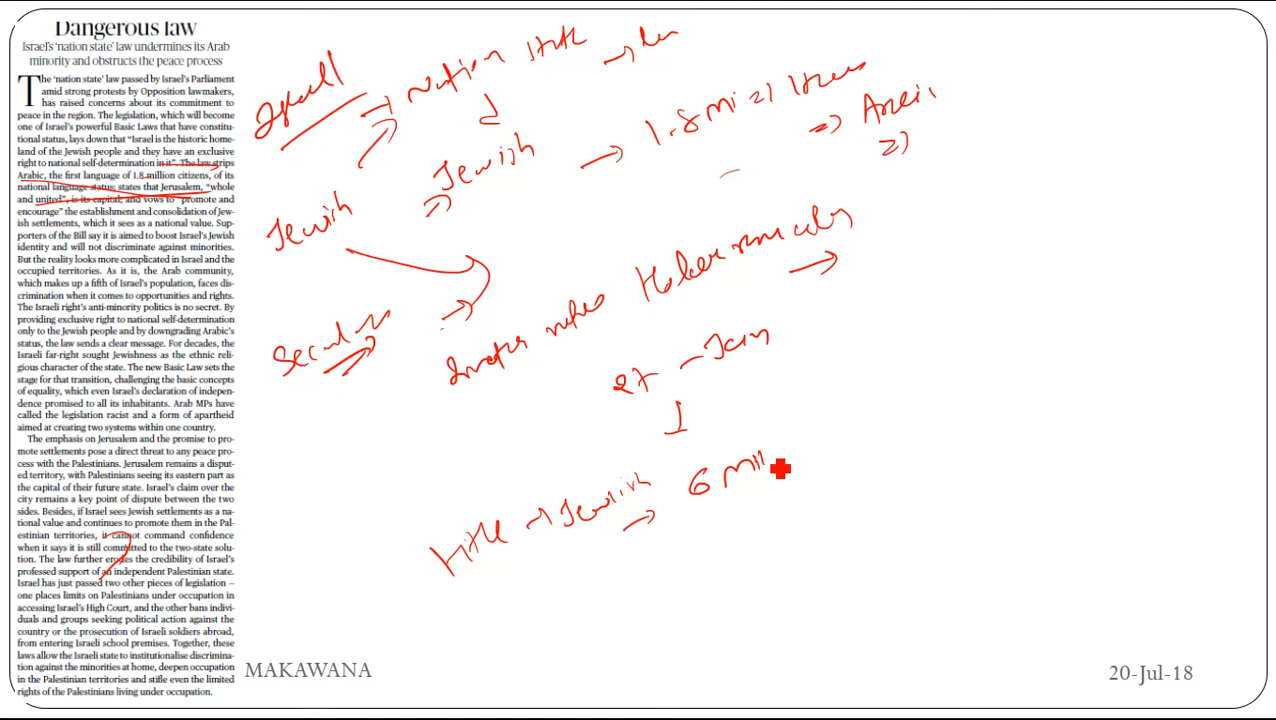 Dangerous law
Israel's 'nation state' law undermines its Arab
minority and obstructs the peace process
The 'nation state' law passed by Israel's Parliament
amid strong protests by Opposition lawmakers,
has raised concerns about its commitment to
peace in the region. The legislation, which will become
one of Israel's powerful Basic Laws that have constitu-
tional status, lays down that "Israel is the historic home-
land of the Jewish people and they have an exclusive
right to national self-determination in it". The law strips
Arabic, the first language of 1.8 million citizens, of its
national language status; states that Jerusalem, "whole
and united", is its capital; and vows to "promote and
encourage" the establishment and consolidation of Jew-
ish settlements, which it sees as a national value. Sup-
porters of the Bill say it is aimed to boost Israel's Jewish
identity and will not discriminate against minorities.
But the reality looks more complicated in Israel and the
occupied territories. As it is, the Arab community,
which makes up a fifth of Israel's population, faces dis-
crimination when it comes to opportunities and rights.
The Israeli right's anti-minority politics is no secret. By
providing exclusive right to national self-determination
only to the Jewish people and by downgrading Arabic's
status, the law sends a clear message. For decades, the
Israeli far-right sought Jewishness as the ethnic reli-
gious character of the state. The new Basic Law sets the
stage for that transition, challenging the basic concepts
of equality, which even Israel's declaration of indepen-
dence promised to all its inhabitants. Arab MPs have
called the legislation racist and a form of apartheid
aimed at creating two systems within one country.
The emphasis on Jerusalem and the promise to pro-
mote settlements pose a direct threat to any peace pro-
cess with the Palestinians. Jerusalem remains a disput-
ed territory, with Palestinians seeing its eastern part as
the capital of their future state. Israel's claim over the
city remains a key point of dispute between the two
sides. Besides, if Israel sees Jewish settlements as a na-
tional value and continues to promote them in the Pal-
estinian territories, it cannot command confidence
when it says it is still committed to the two-state solu-
tion. The law further erodes the credibility of Israel's
professed support of an independent Palestinian state.
Israel has just passed two other pieces of legislation –
one places limits on Palestinians under occupation in
accessing Israel's High Court, and the other bans indivi-
duals and groups seeking political action against the
country or the prosecution of Israeli soldiers abroad,
from entering Israeli school premises. Together, these
laws allow the Israeli state to institutionalise discrimina-
tion against the minorities at home, deepen occupation
in the Palestinian territories and stifle even the limited
rights of the Palestinians living under occupation.
Nation State
1.8 mi
Jewish
Jewish
27 - Jan
6 mil
Jewish
MAKAWANA
20-Jul-18